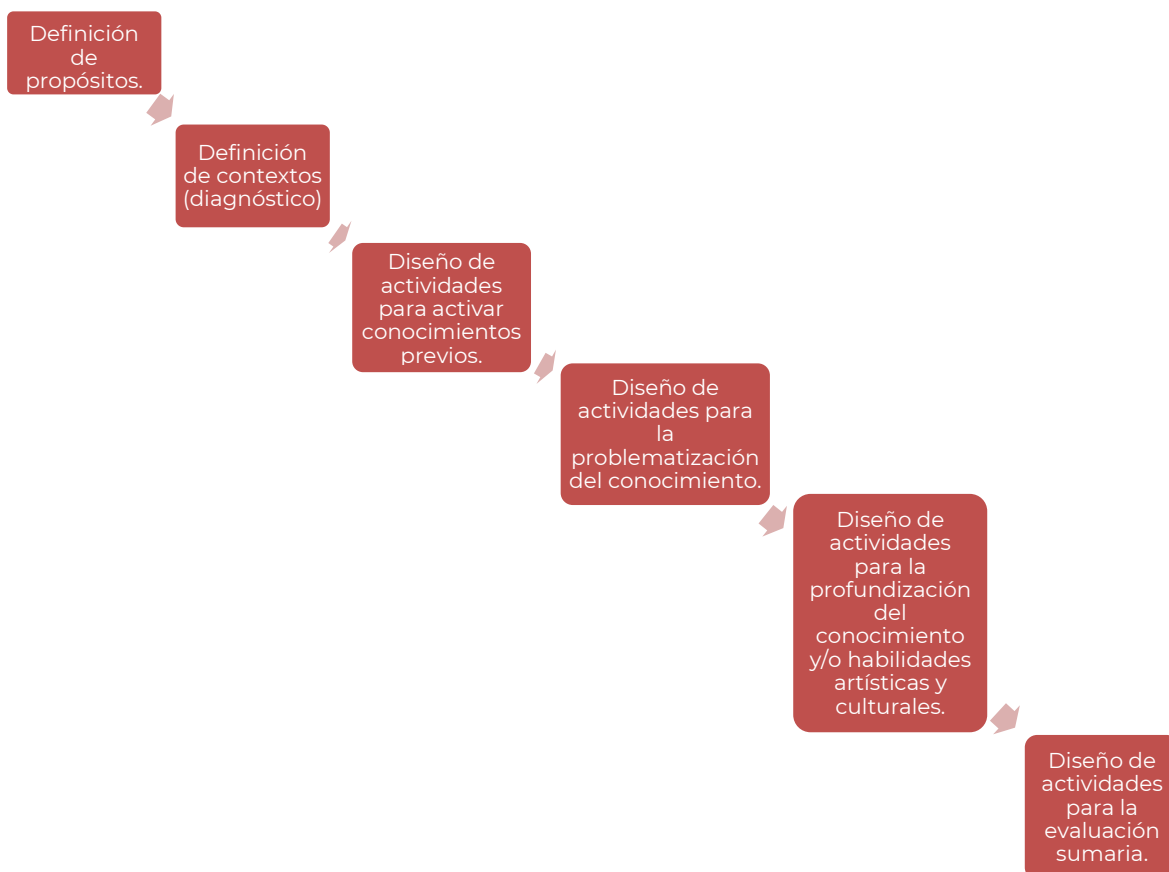 Definición
de
propósitos.
Definición
de contextos
(diagnóstico)
Diseño de
actividades
para activar
conocimientos
previos.
Diseño de
actividades para
la
problematización
del conocimiento.
Diseño de
actividades
para la
profundización
del
conocimiento
y/o habilidades
artísticas y
culturales.
Diseño de
actividades
para la
evaluación
sumaria.